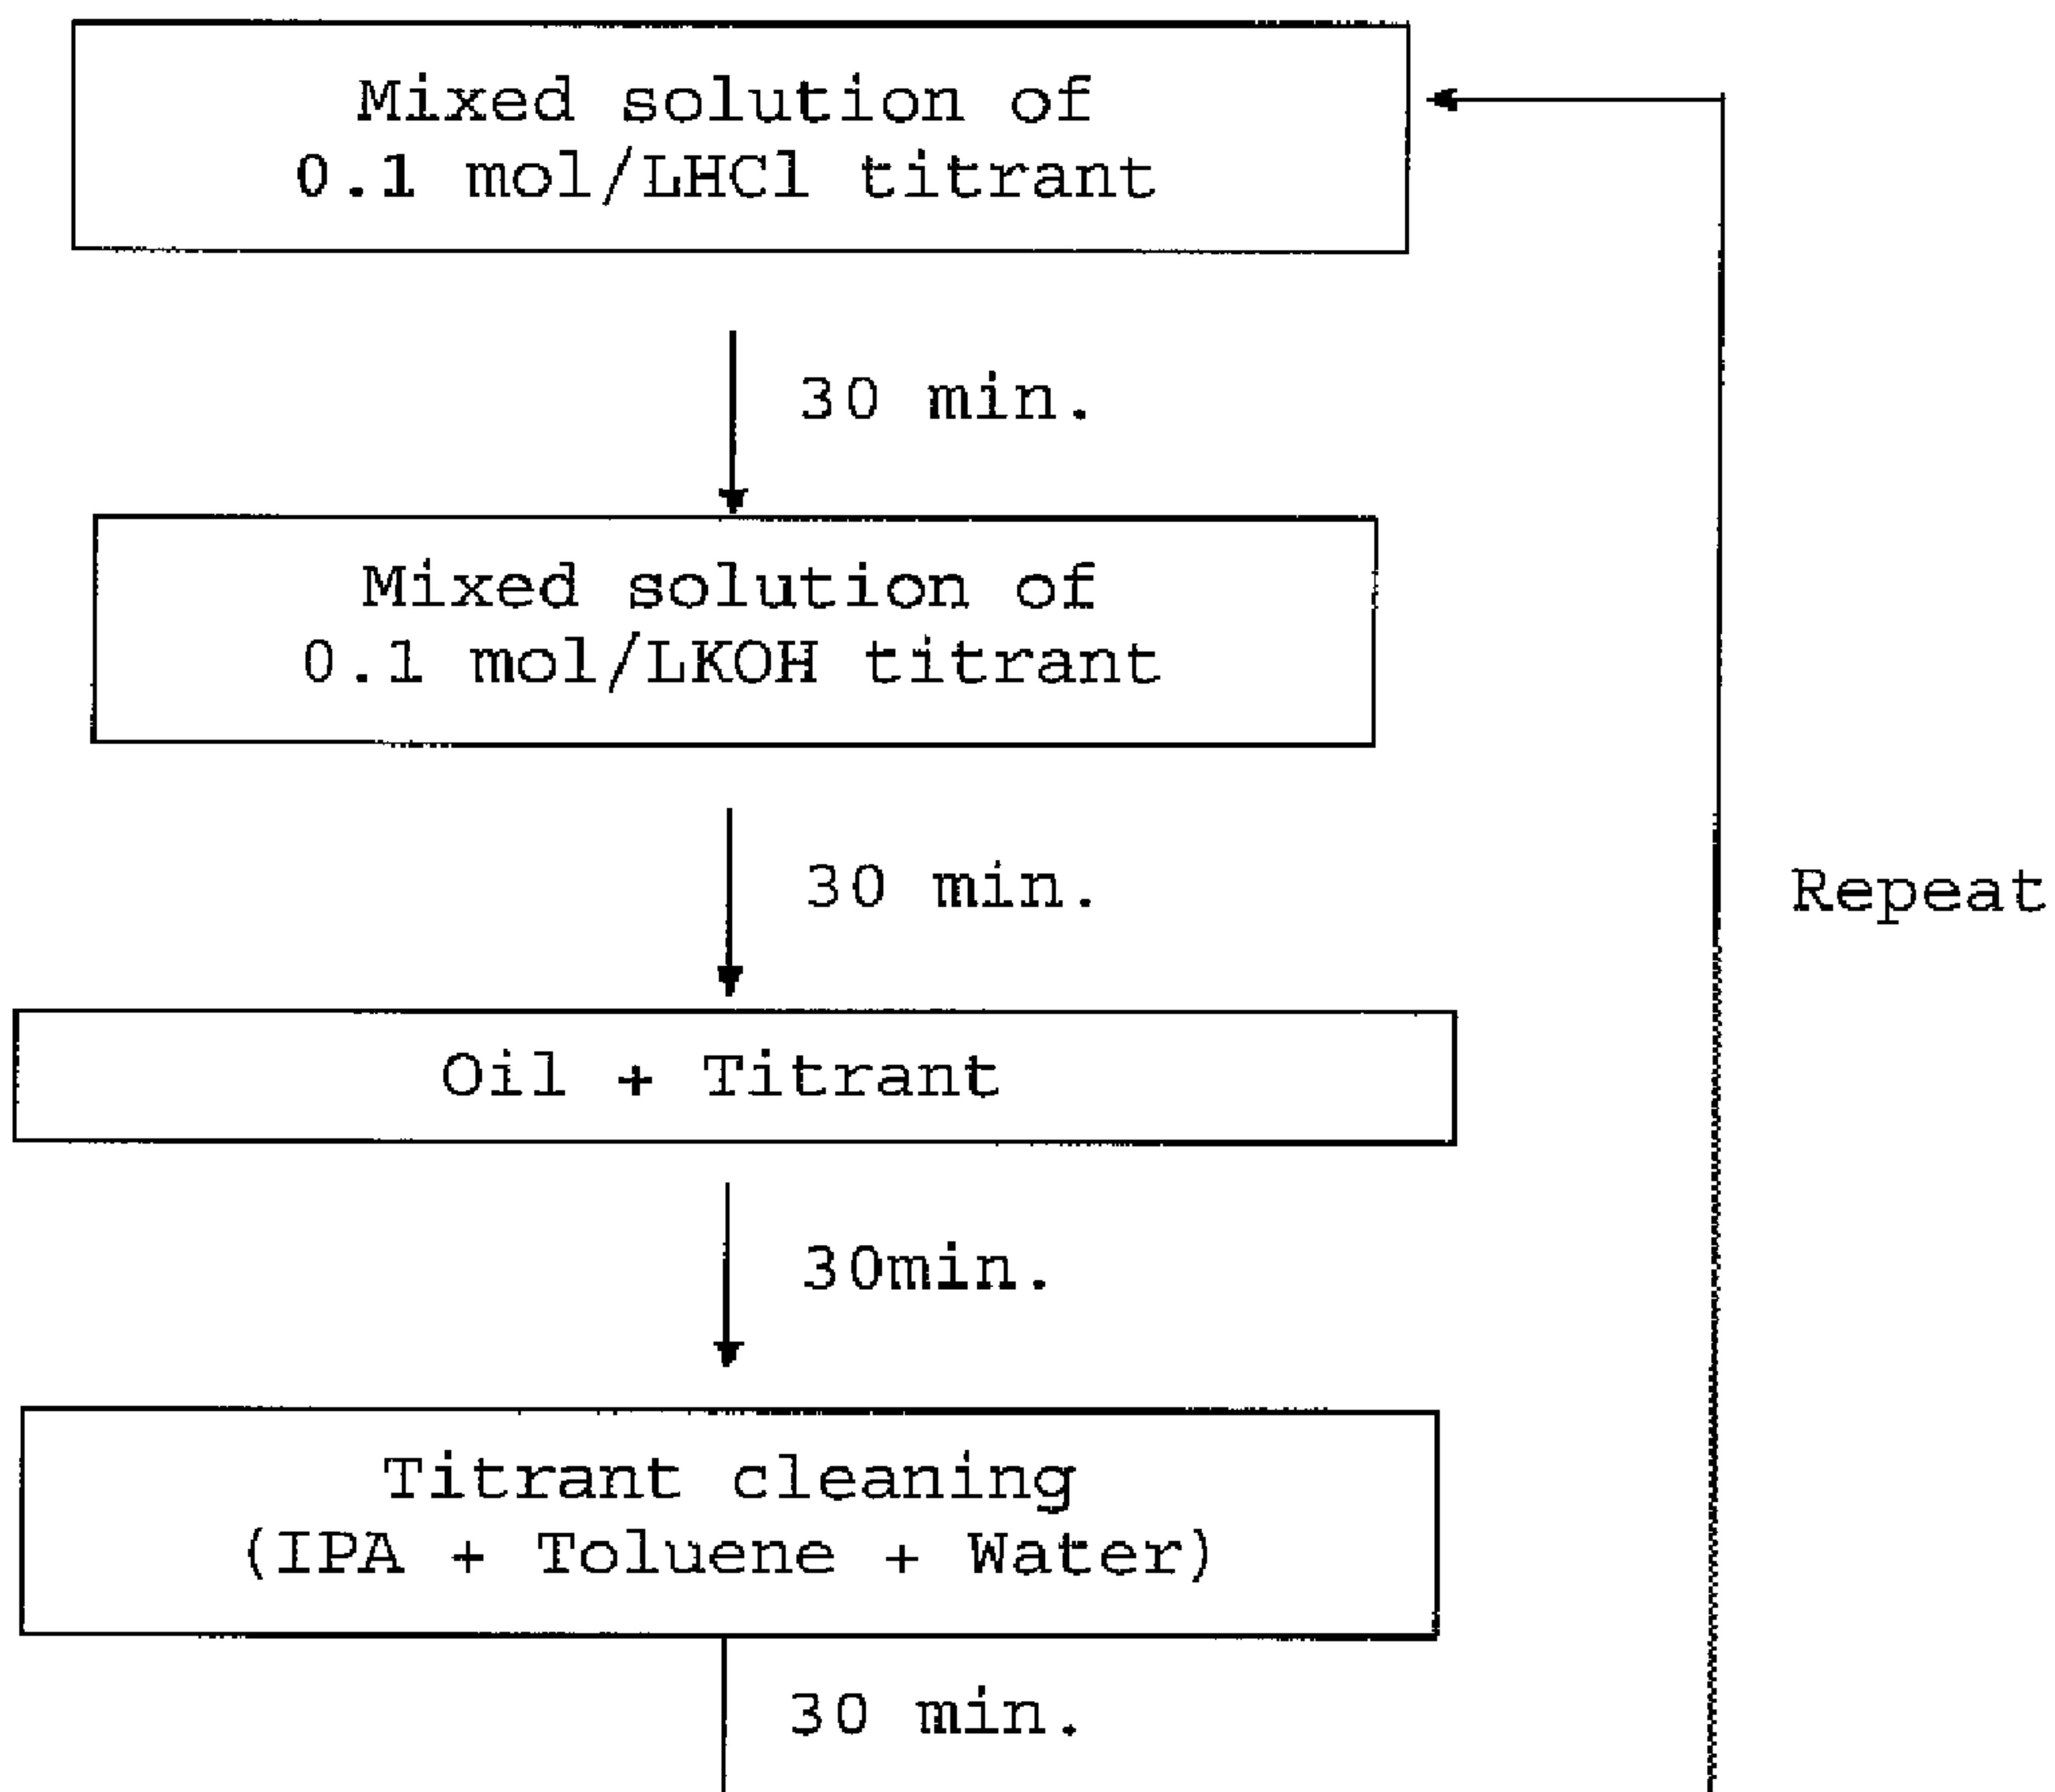 Mixed solution of
0.1 mol/LHCl titrant
30 min.
Mixed solution of
0.1 mol/LKOH titrant
30 min.
Repeat
Oil + Titrant
30min.
Titrant cleaning
(IPA + Toluene + Water)
30 min.